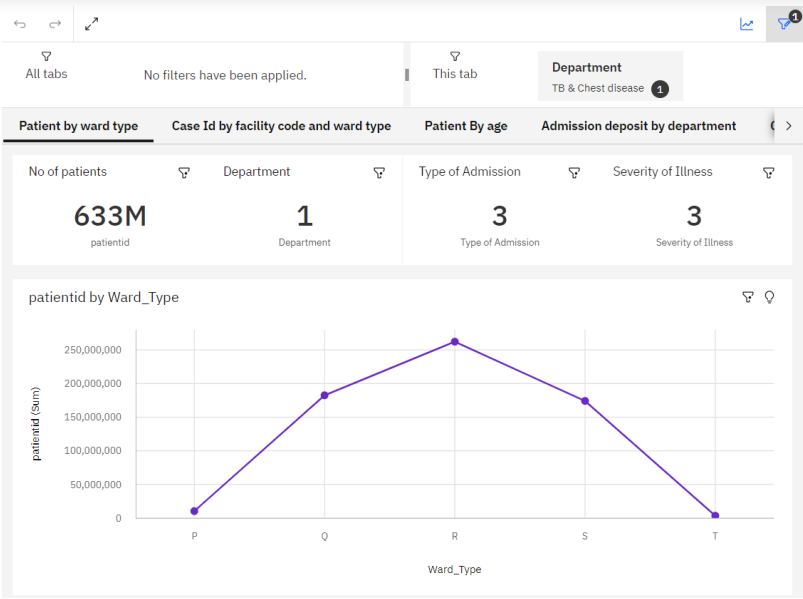 1
All tabs
No filters have been applied.
This tab
Department
TB & Chest disease 1
Patient by ward type
Case Id by facility code and ward type
Patient By age
Admission deposit by department
No of patients
Department
Type of Admission
Severity of Illness
633M
1
3
3
patientid
Department
Type of Admission
Severity of Illness
patientid by Ward_Type
patientid (Sum)
250,000,000
200,000,000
150,000,000
100,000,000
50,000,000
0
P
Q
R
S
T
Ward_Type